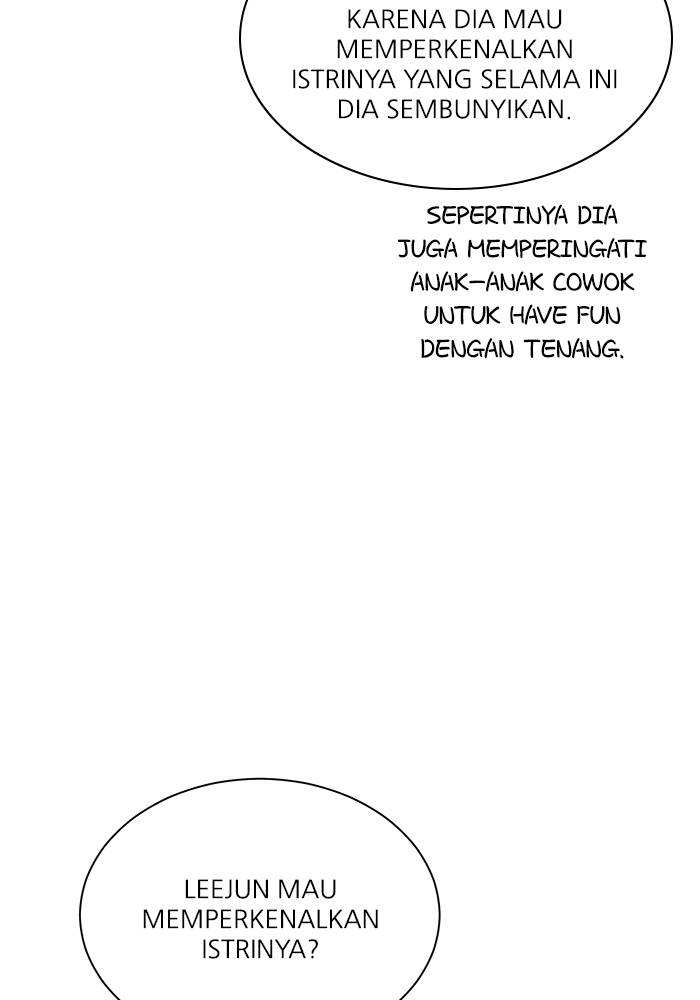 KARENA DIA MAU
MEMPERKENALKAN
ISTRINYA YANG SELAMA INI
DIA SEMBUNYIKAN.
SEPERTINYA DIA
JUGA MEMPERINGATI
ANAK-ANAK COWOK
UNTUK HAVE FUN
DENGAN TENANG.
LEEJUN MAU
MEMPERKENALKAN
ISTRINYA?